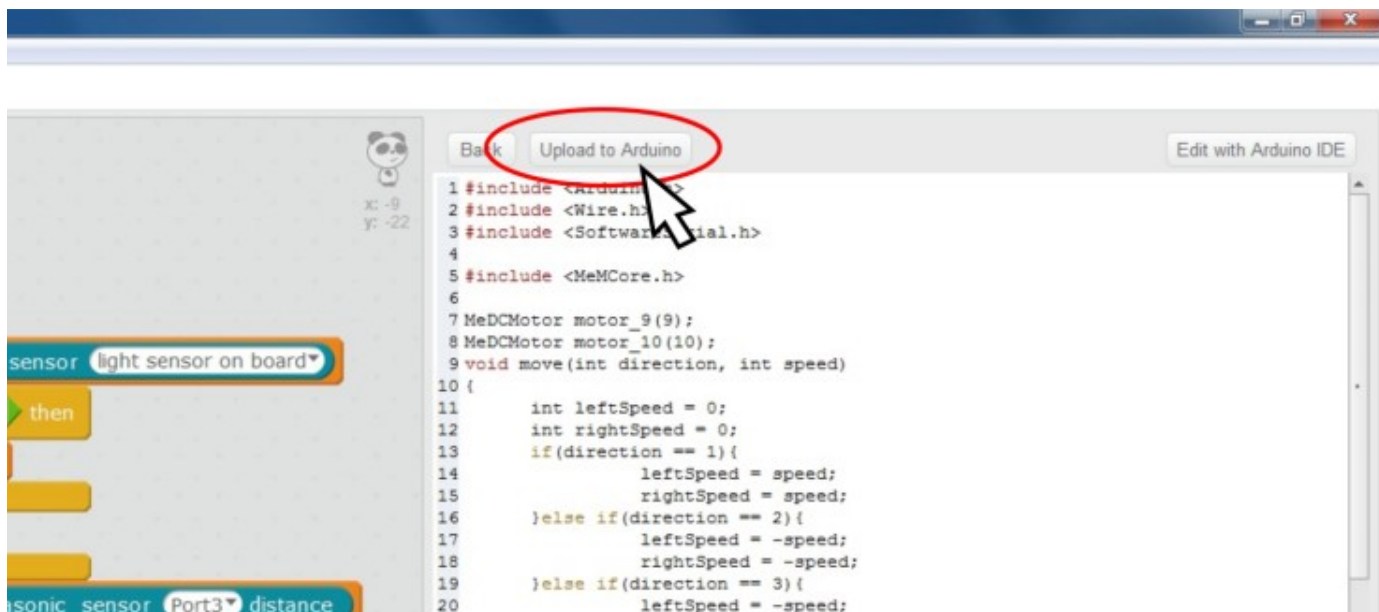 Back
Upload to Arduino
Edit with Arduino IDE
x: -9
y: -22
sensor light sensor on board
then
sonic sensor Port3 distance
1 #include
2 #include <Wire.h>
3 #include
4
5 #include <MeMCore.h>
6
7 MeDCMotor motor_9(9);
8 MeDCMotor motor_10(10);
9 void move(int direction, int speed)
10 {
11 int leftSpeed = 0;
12 int rightSpeed = 0;
13 if(direction == 1){
14 leftSpeed = speed;
15 rightSpeed = speed;
16 }else if(direction == 2){
17 leftSpeed = -speed;
18 rightSpeed = -speed;
19 }else if(direction == 3){
20 leftSpeed = -speed;